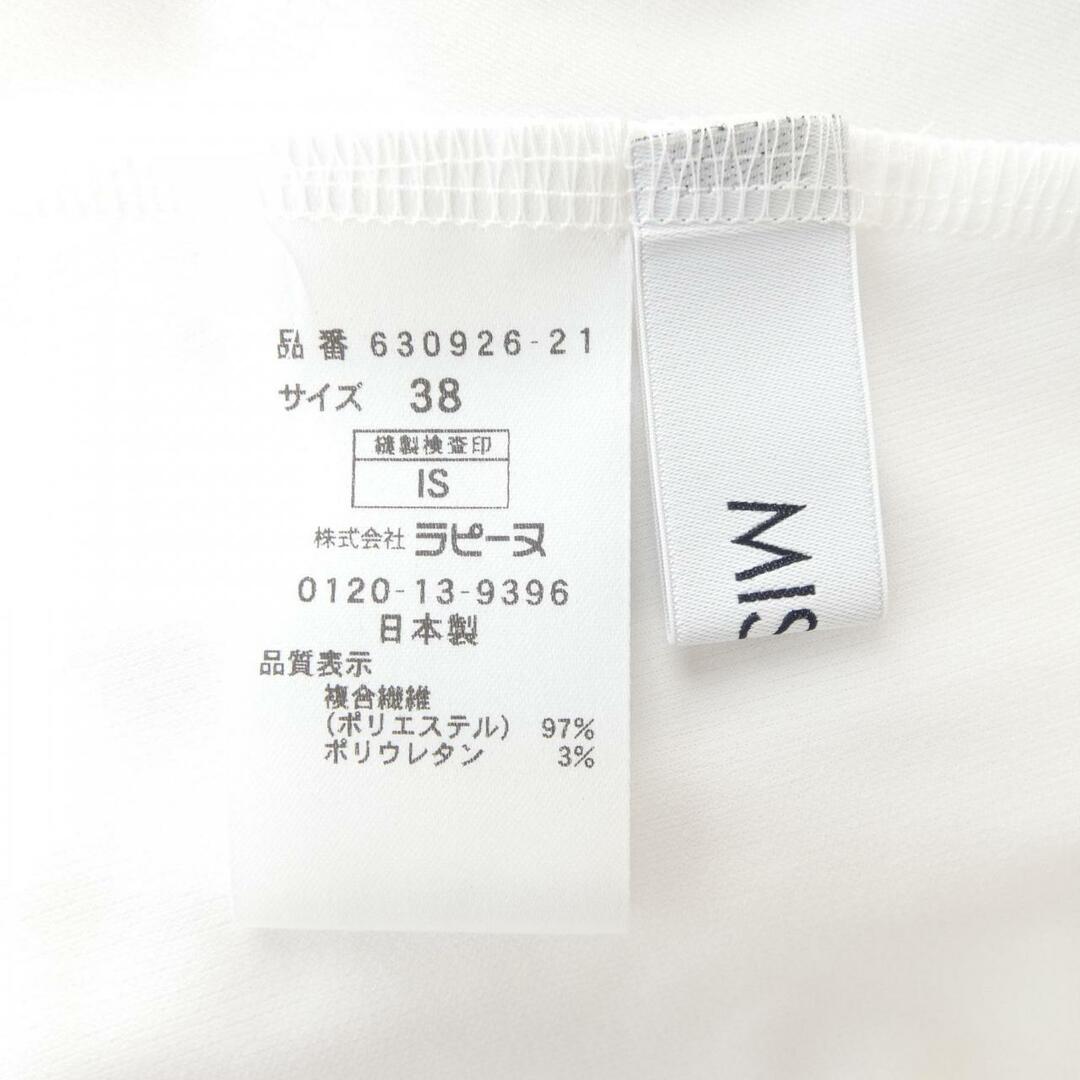 品番 630926-21
サイズ 38
縫製検査印
IS
株式会社 ラピーヌ
0120-13-9396
日本製
品質表示
複合繊維
(ポリエステル) 97%
ポリウレタン 3%
MIS